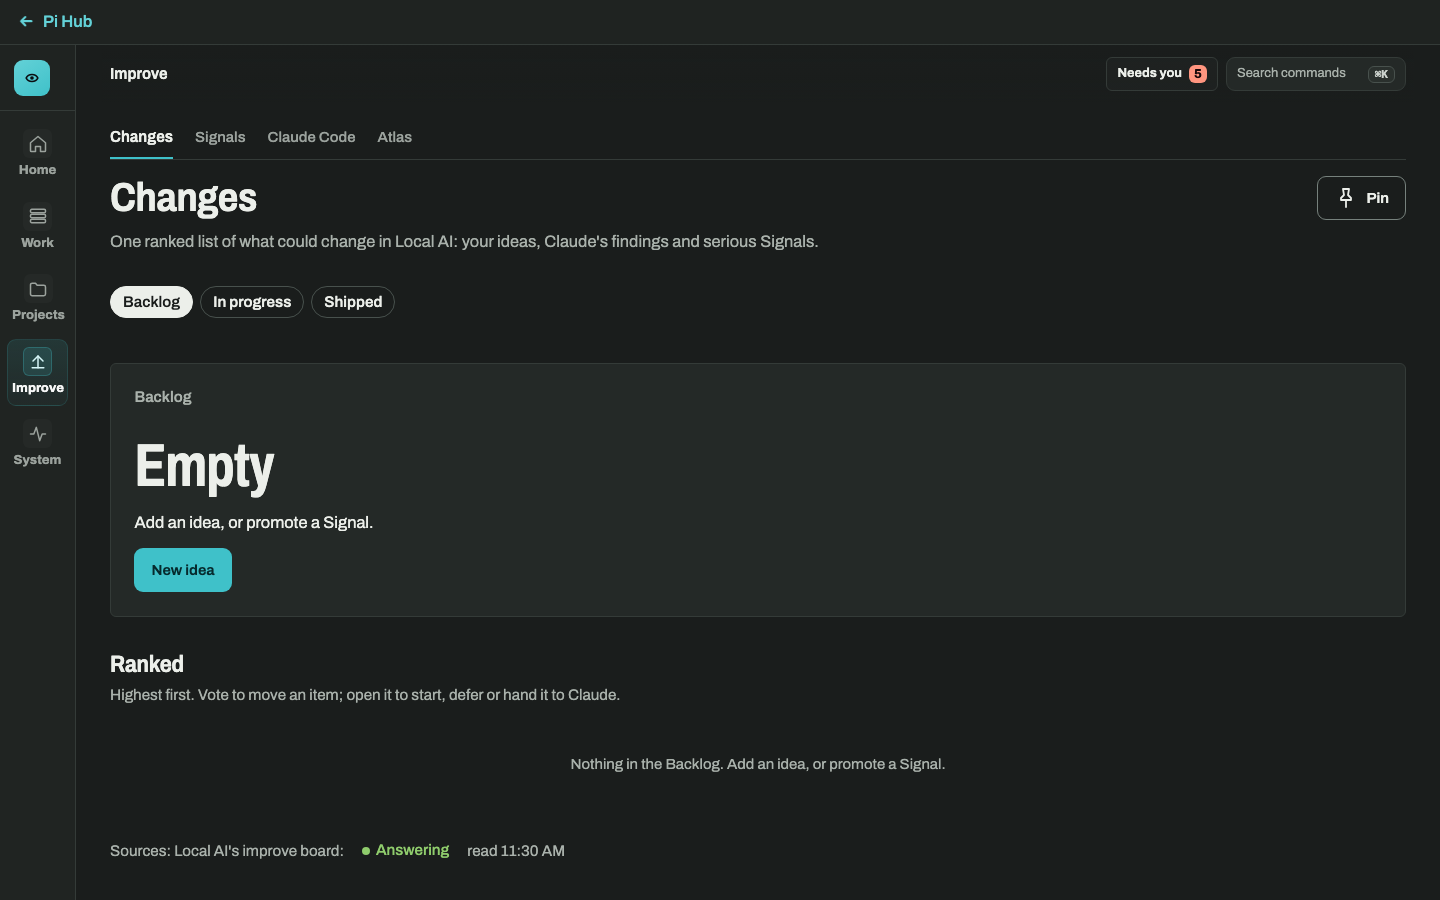 Pi Hub
Improve
Needs you 5
Search commands ⌘K
Home
Work
Projects
Improve
System
Changes
Signals
Claude Code
Atlas
Changes
Pin
One ranked list of what could change in Local AI: your ideas, Claude's findings and serious Signals.
Backlog
In progress
Shipped
Backlog
Empty
Add an idea, or promote a Signal.
New idea
Ranked
Highest first. Vote to move an item; open it to start, defer or hand it to Claude.
Nothing in the Backlog. Add an idea, or promote a Signal.
Sources: Local AI's improve board: Answering read 11:30 AM